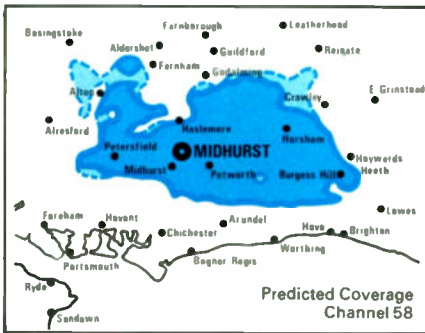 Basingstoke
Farnborough
Leatherhead
Aldershot
Guildford
Reigate
Farnham
Godalming
Alton
Crawley
E Grinstead
Alresford
Haslemere
Horsham
MIDHURST
Petersfield
Haywards
Heath
Midhurst
Petworth
Burgess Hill
Lewes
Fareham
Havant
Arundel
Chichester
Hove
Brighton
Worthing
Portsmouth
Bognor Regis
Ryde
Sandown
Predicted Coverage
Channel 58